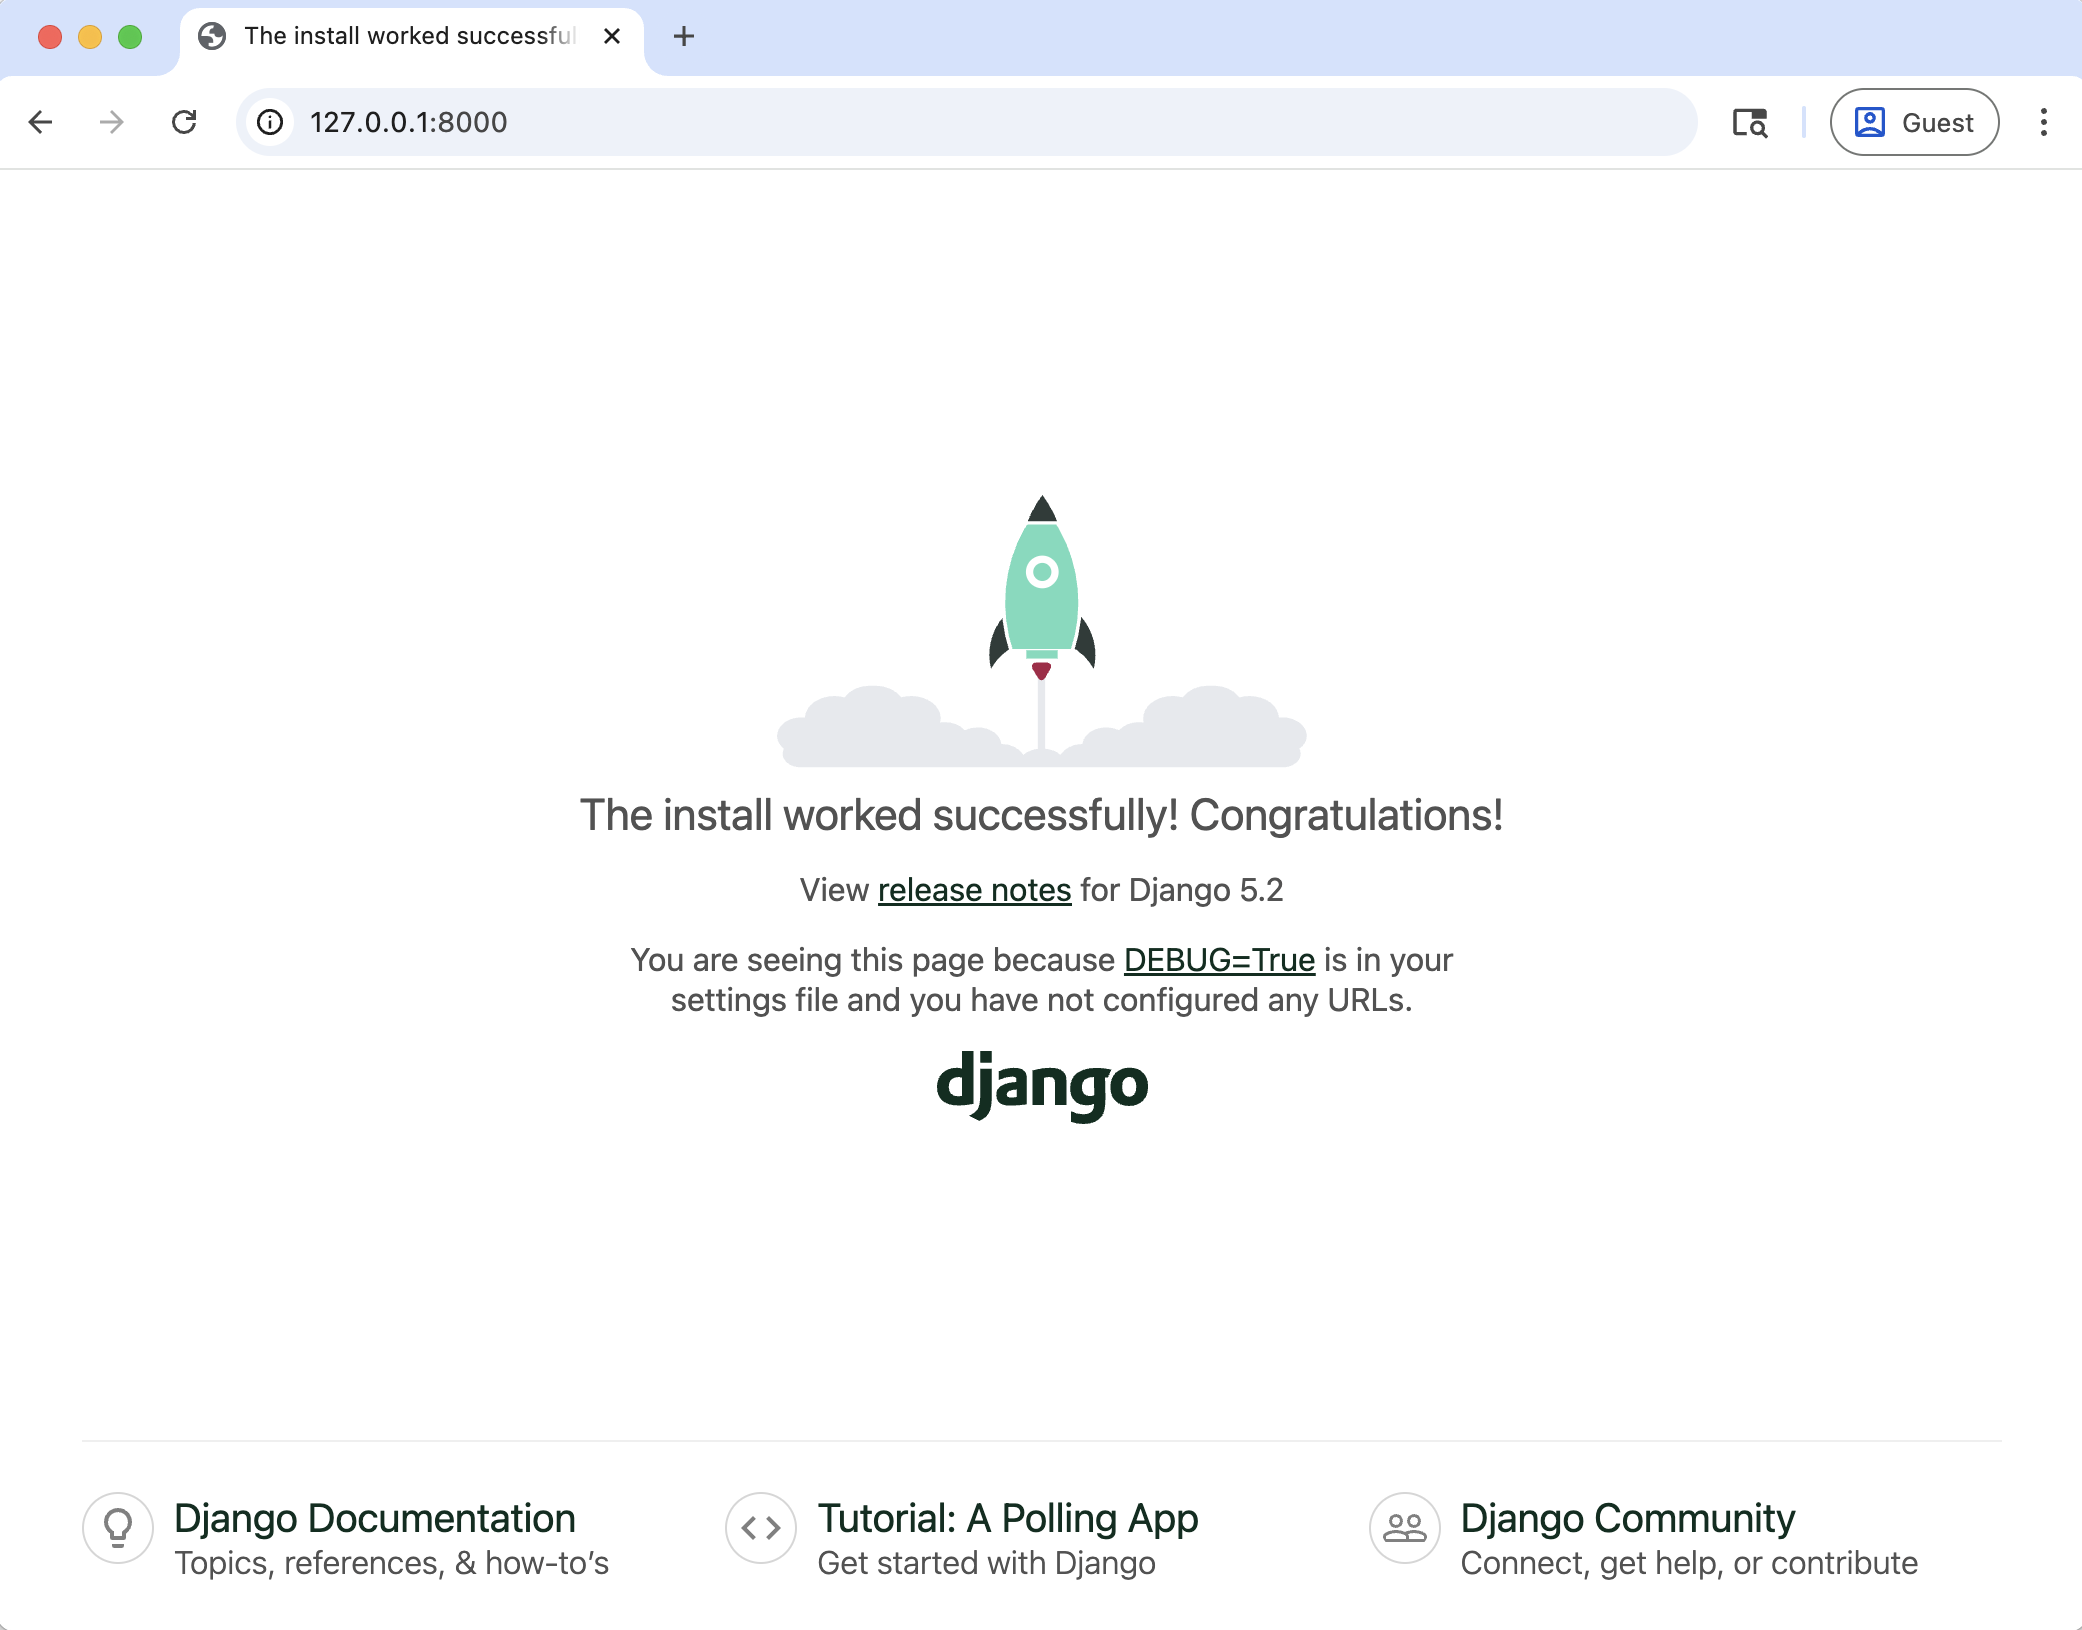 The install worked successful
127.0.0.1:8000
Guest
The install worked successfully! Congratulations!
View release notes for Django 5.2
You are seeing this page because DEBUG=True is in your
settings file and you have not configured any URLs.
django
Django Documentation
Topics, references, & how-to’s
Tutorial: A Polling App
Get started with Django
Django Community
Connect, get help, or contribute